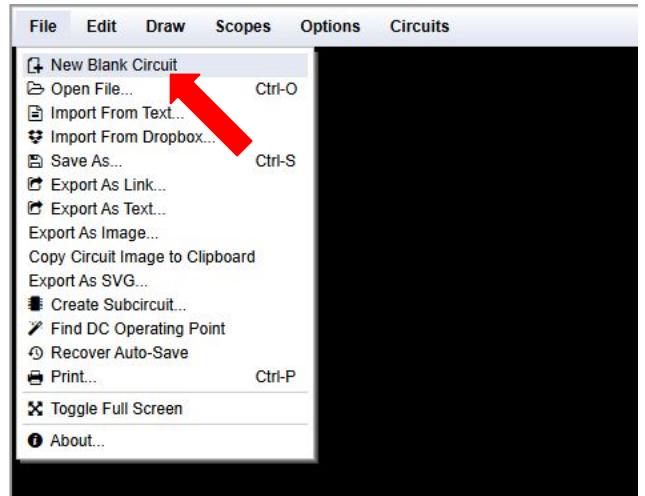 File Edit Draw Scopes Options Circuits
New Blank Circuit
Open File... Ctrl-O
Import From Text...
Import From Dropbox...
Save As... Ctrl-S
Export As Link...
Export As Text...
Export As Image...
Copy Circuit Image to Clipboard
Export As SVG...
Create Subcircuit...
Find DC Operating Point
Recover Auto-Save
Print... Ctrl-P
Toggle Full Screen
About...